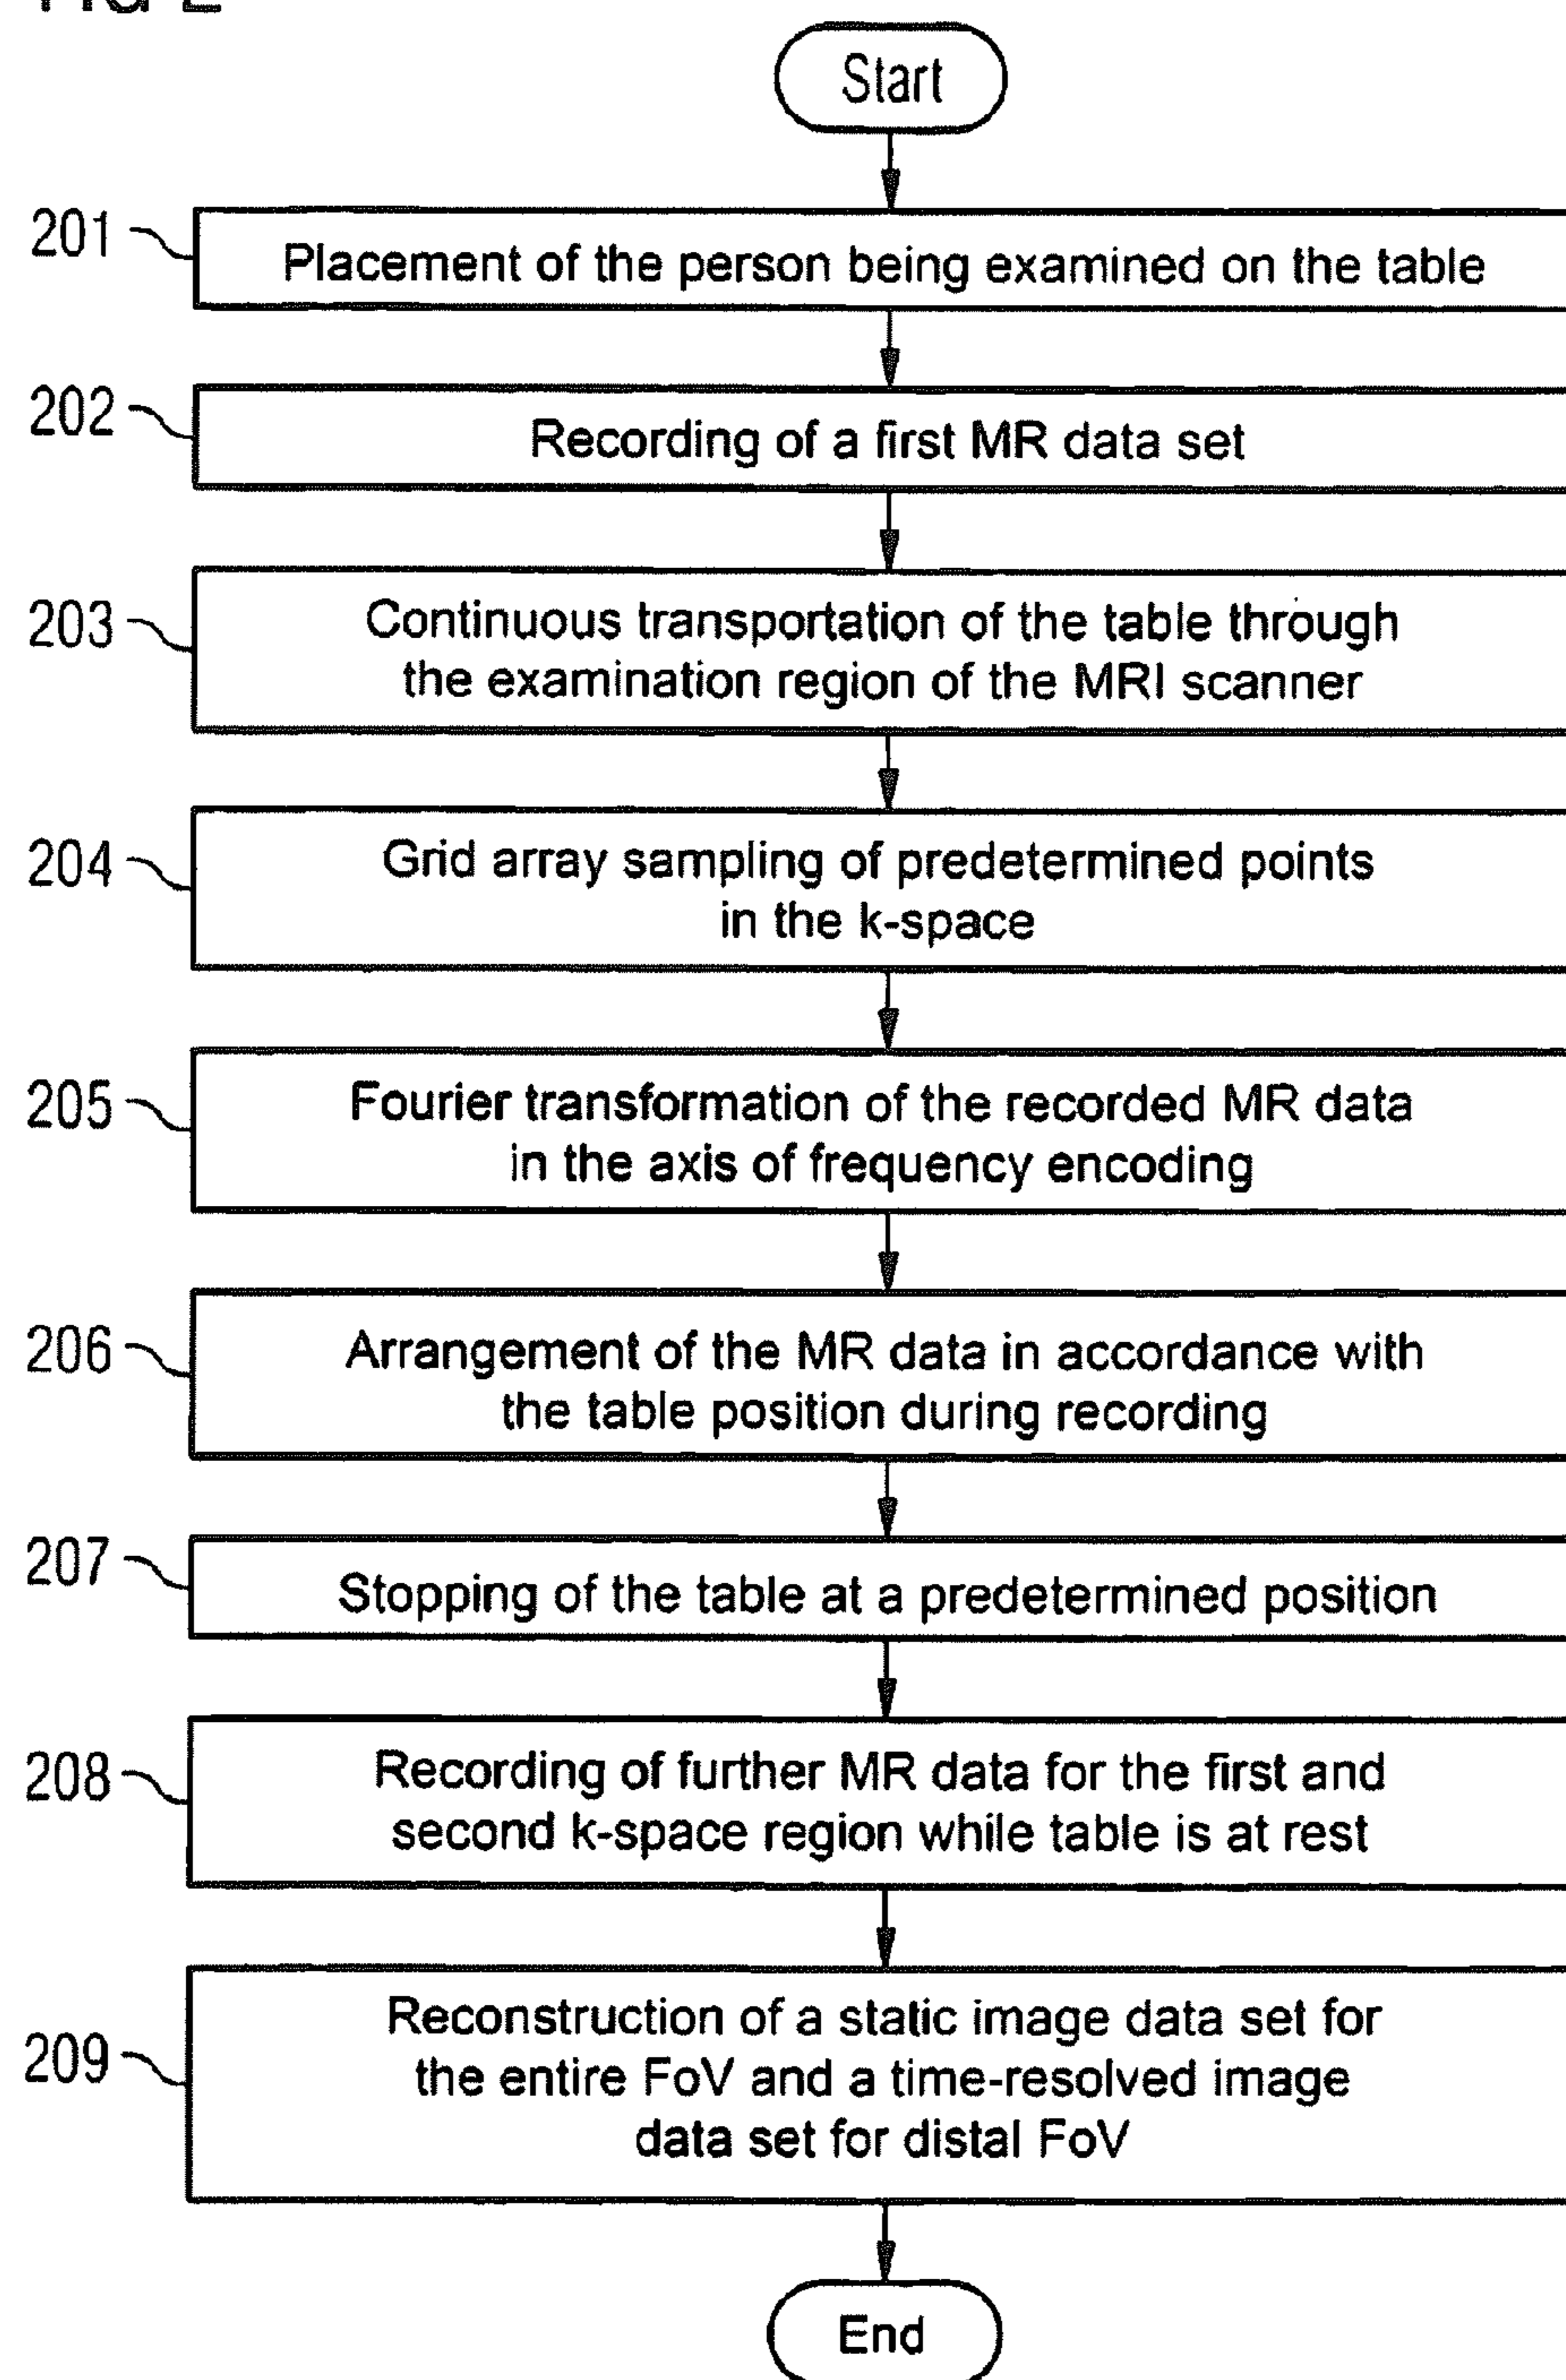 FIG 2
Start
201
Placement of the person being examined on the table
202
Recording of a first MR data set
203
Continuous transportation of the table through
the examination region of the MRI scanner
204
Grid array sampling of predetermined points
in the k-space
205
Fourier transformation of the recorded MR data
in the axis of frequency encoding
206
Arrangement of the MR data in accordance with
the table position during recording
207
Stopping of the table at a predetermined position
208
Recording of further MR data for the first and
second k-space region while table is at rest
209
Reconstruction of a static image data set for
the entire FoV and a time-resolved image
data set for distal FoV
End